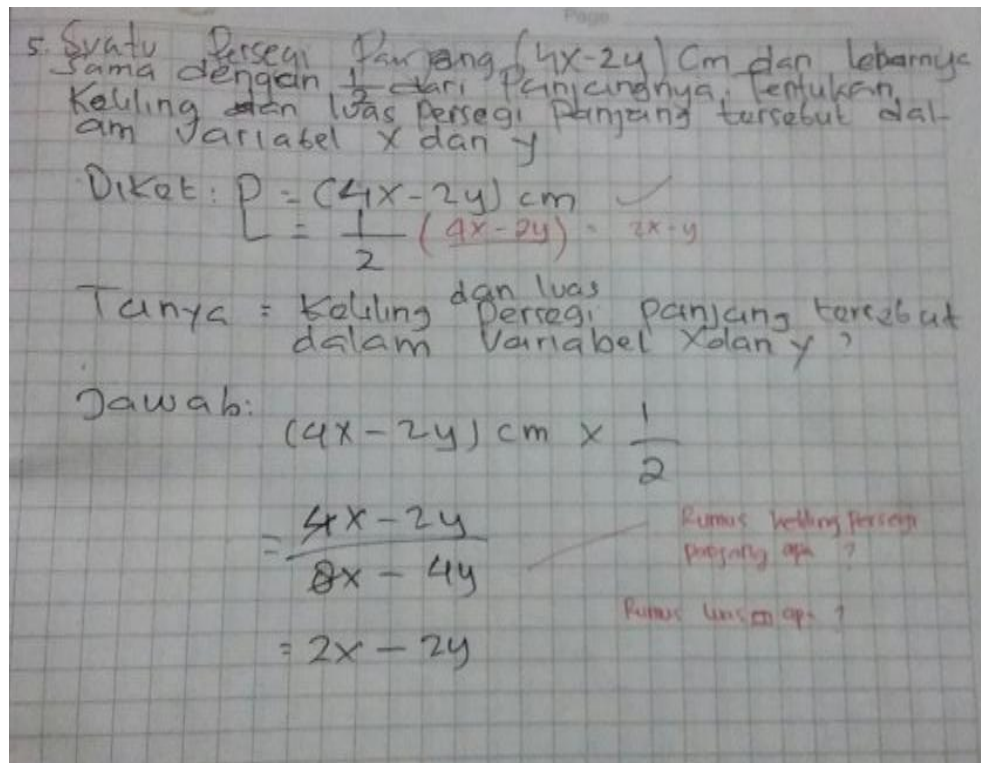 Page
5. Suatu Persegi Panjang (4x-2y) Cm dan lebarnya
Sama dengan 1/2 dari Panjangnya. Tentukan
Keliling dan luas Persegi Panjang tersebut dal-
am Variabel x dan y
Diket: P = (4x-2y) cm
L = 1/2 (4x-2y) = 2x-y
Tanya = Keliling dan luas Persegi panjang tersebut
dalam Variabel x dan y ?
Jawab:
(4x-2y) cm × 1/2
= 4x-2y / 8x-4y
Rumus keliling Persegi
panjang apa ?
Rumus luasnya apa ?
= 2x-2y